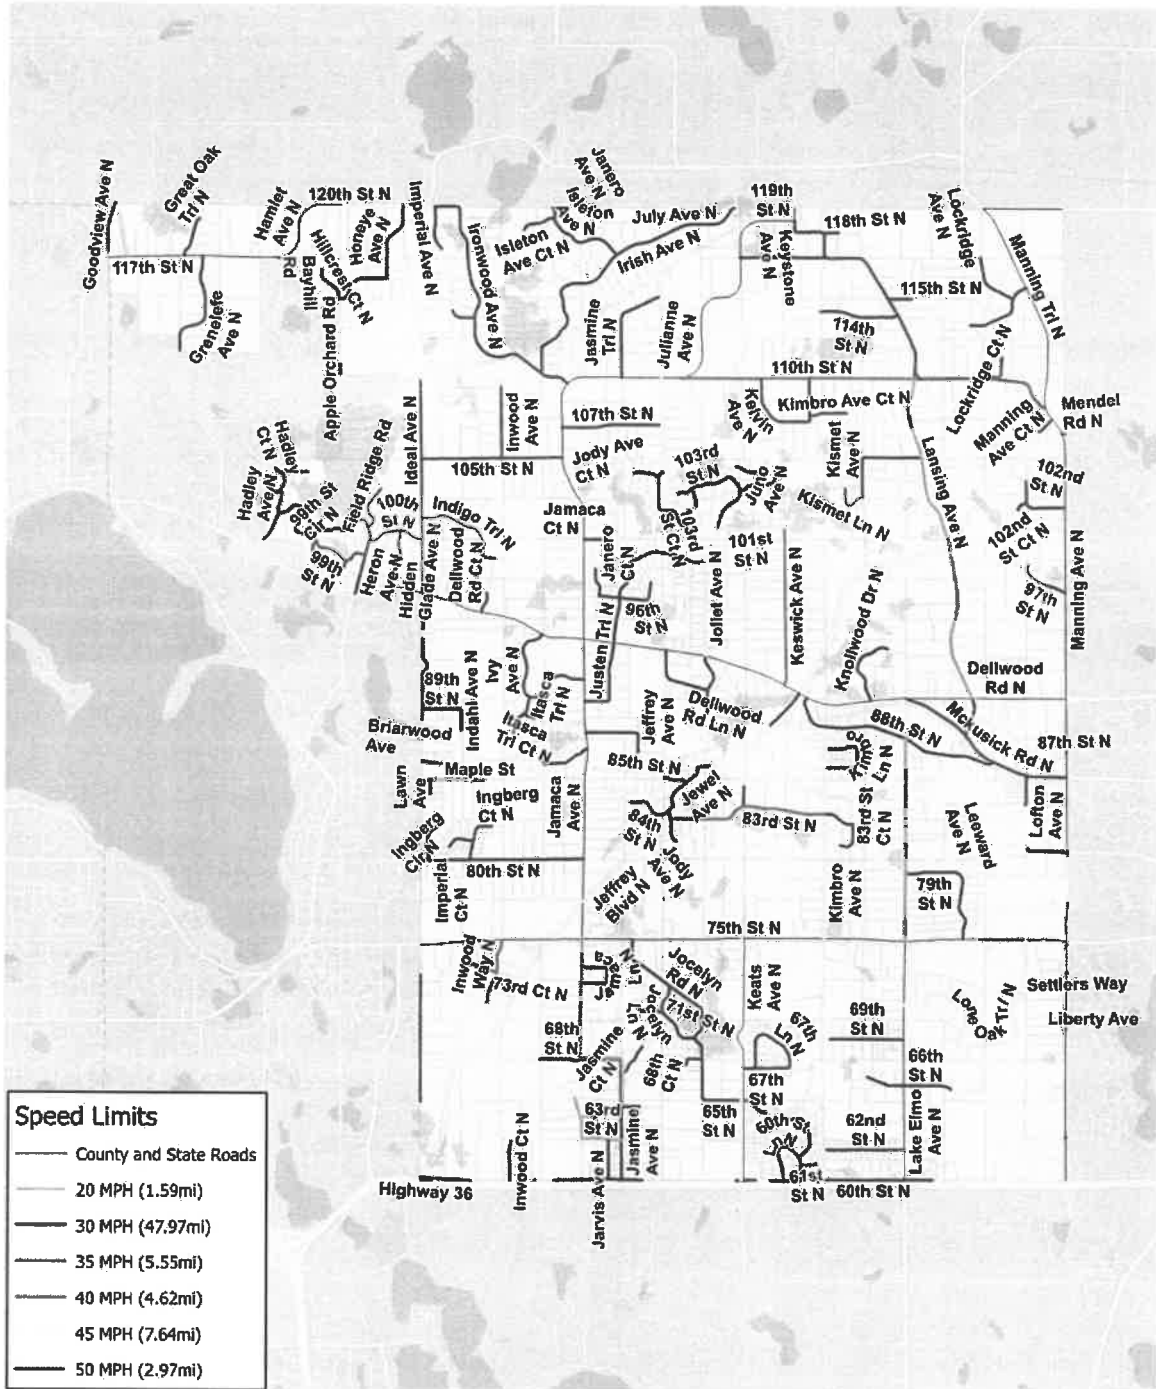 Goodview Ave N
Great Oak
Trl N
117th St N
Grenelefe
Ave N
Hamlet
Ave N
120th St N
Rd
Bayhill
Hillcrest Ct N
Honeye
Ave N
Imperial Ave N
Apple Orchard Rd
Ironwood Ave N
Isleton
Ave Ct N
Janero
Ave N
Isleton
Ave N
July Ave N
Irish Ave N
119th
St N
Keystone
Ave N
118th St N
Lockridge
Ave N
Manning Trl N
115th St N
114th
St N
Jasmine
Trl N
Julianne
Ave N
110th St N
Lockridge Ct N
Kimbro Ave Ct N
Kelvin
Ave N
Manning
Ave Ct N
Mendel
Rd N
Ideal Ave N
Inwood
Ave N
107th St N
105th St N
Jody Ave
Ct N
103rd
St N
Juno
Ave N
Kismet
Ave N
Kismet Ln N
Lansing Ave N
102nd
St N
102nd
St Ct N
97th
St N
Manning Ave N
Hadley
Ct N
Hadley
Ave N
99th St
Cir N
99th
St N
Field Ridge Rd
100th
St N
Heron
Ave N
Hidden
Glade Ave N
Indigo Trl N
Dellwood
Rd Ct N
Jamaca
Ct N
Janero
Ct N
103rd
St Ct N
101st
St N
Joliet Ave N
Keswick Ave N
96th
St N
Justen Trl N
Knollwood Dr N
Dellwood
Rd N
89th
St N
Indahl Ave N
Ivy
Ave N
Itasca
Trl N
Itasca
Trl Ct N
Jeffrey
Ave N
Dellwood
Rd Ln N
88th St N
Mckusick Rd N
87th St N
Briarwood
Ave
Lawn
Ave
Maple St
Ingberg
Ct N
Ingberg
Cir N
Jamaca
Ave N
85th St N
Jewel
Ave N
84th
St N
Jody
Ave N
83rd St N
Kimbro
Ln N
83rd St
Ct N
Leeward
Ave N
Lofton
Ave N
80th St N
Imperial
Ct N
Jeffrey
Blvd N
Kimbro
Ave N
79th
St N
75th St N
Inwood
Way N
73rd Ct N
Jocelyn
Rd N
71st St N
Jocelyn
Ln N
Keats
Ave N
67th
Ln N
69th
St N
Lone
Oak Trl N
Settlers Way
Liberty Ave
68th
St N
Jasmine
Ct N
68th
Ct N
67th
St N
66th
St N
63rd
St N
65th
St N
60th St
Ln N
62nd
St N
Lake Elmo
Ave N
Jasmine
Ave N
Inwood Ct N
Jarvis Ave N
61st
St N
60th St N
Highway 36
Speed Limits
County and State Roads
20 MPH (1.59mi)
30 MPH (47.97mi)
35 MPH (5.55mi)
40 MPH (4.62mi)
45 MPH (7.64mi)
50 MPH (2.97mi)